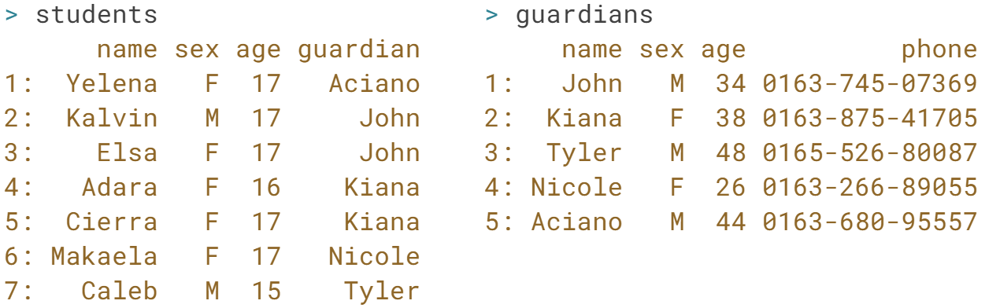 > students
name sex age guardian
1: Yelena F 17 Aciano
2: Kalvin M 17 John
3: Elsa F 17 John
4: Adara F 16 Kiana
5: Cierra F 17 Kiana
6: Makaela F 17 Nicole
7: Caleb M 15 Tyler
> guardians
name sex age phone
1: John M 34 0163-745-07369
2: Kiana F 38 0163-875-41705
3: Tyler M 48 0165-526-80087
4: Nicole F 26 0163-266-89055
5: Aciano M 44 0163-680-95557